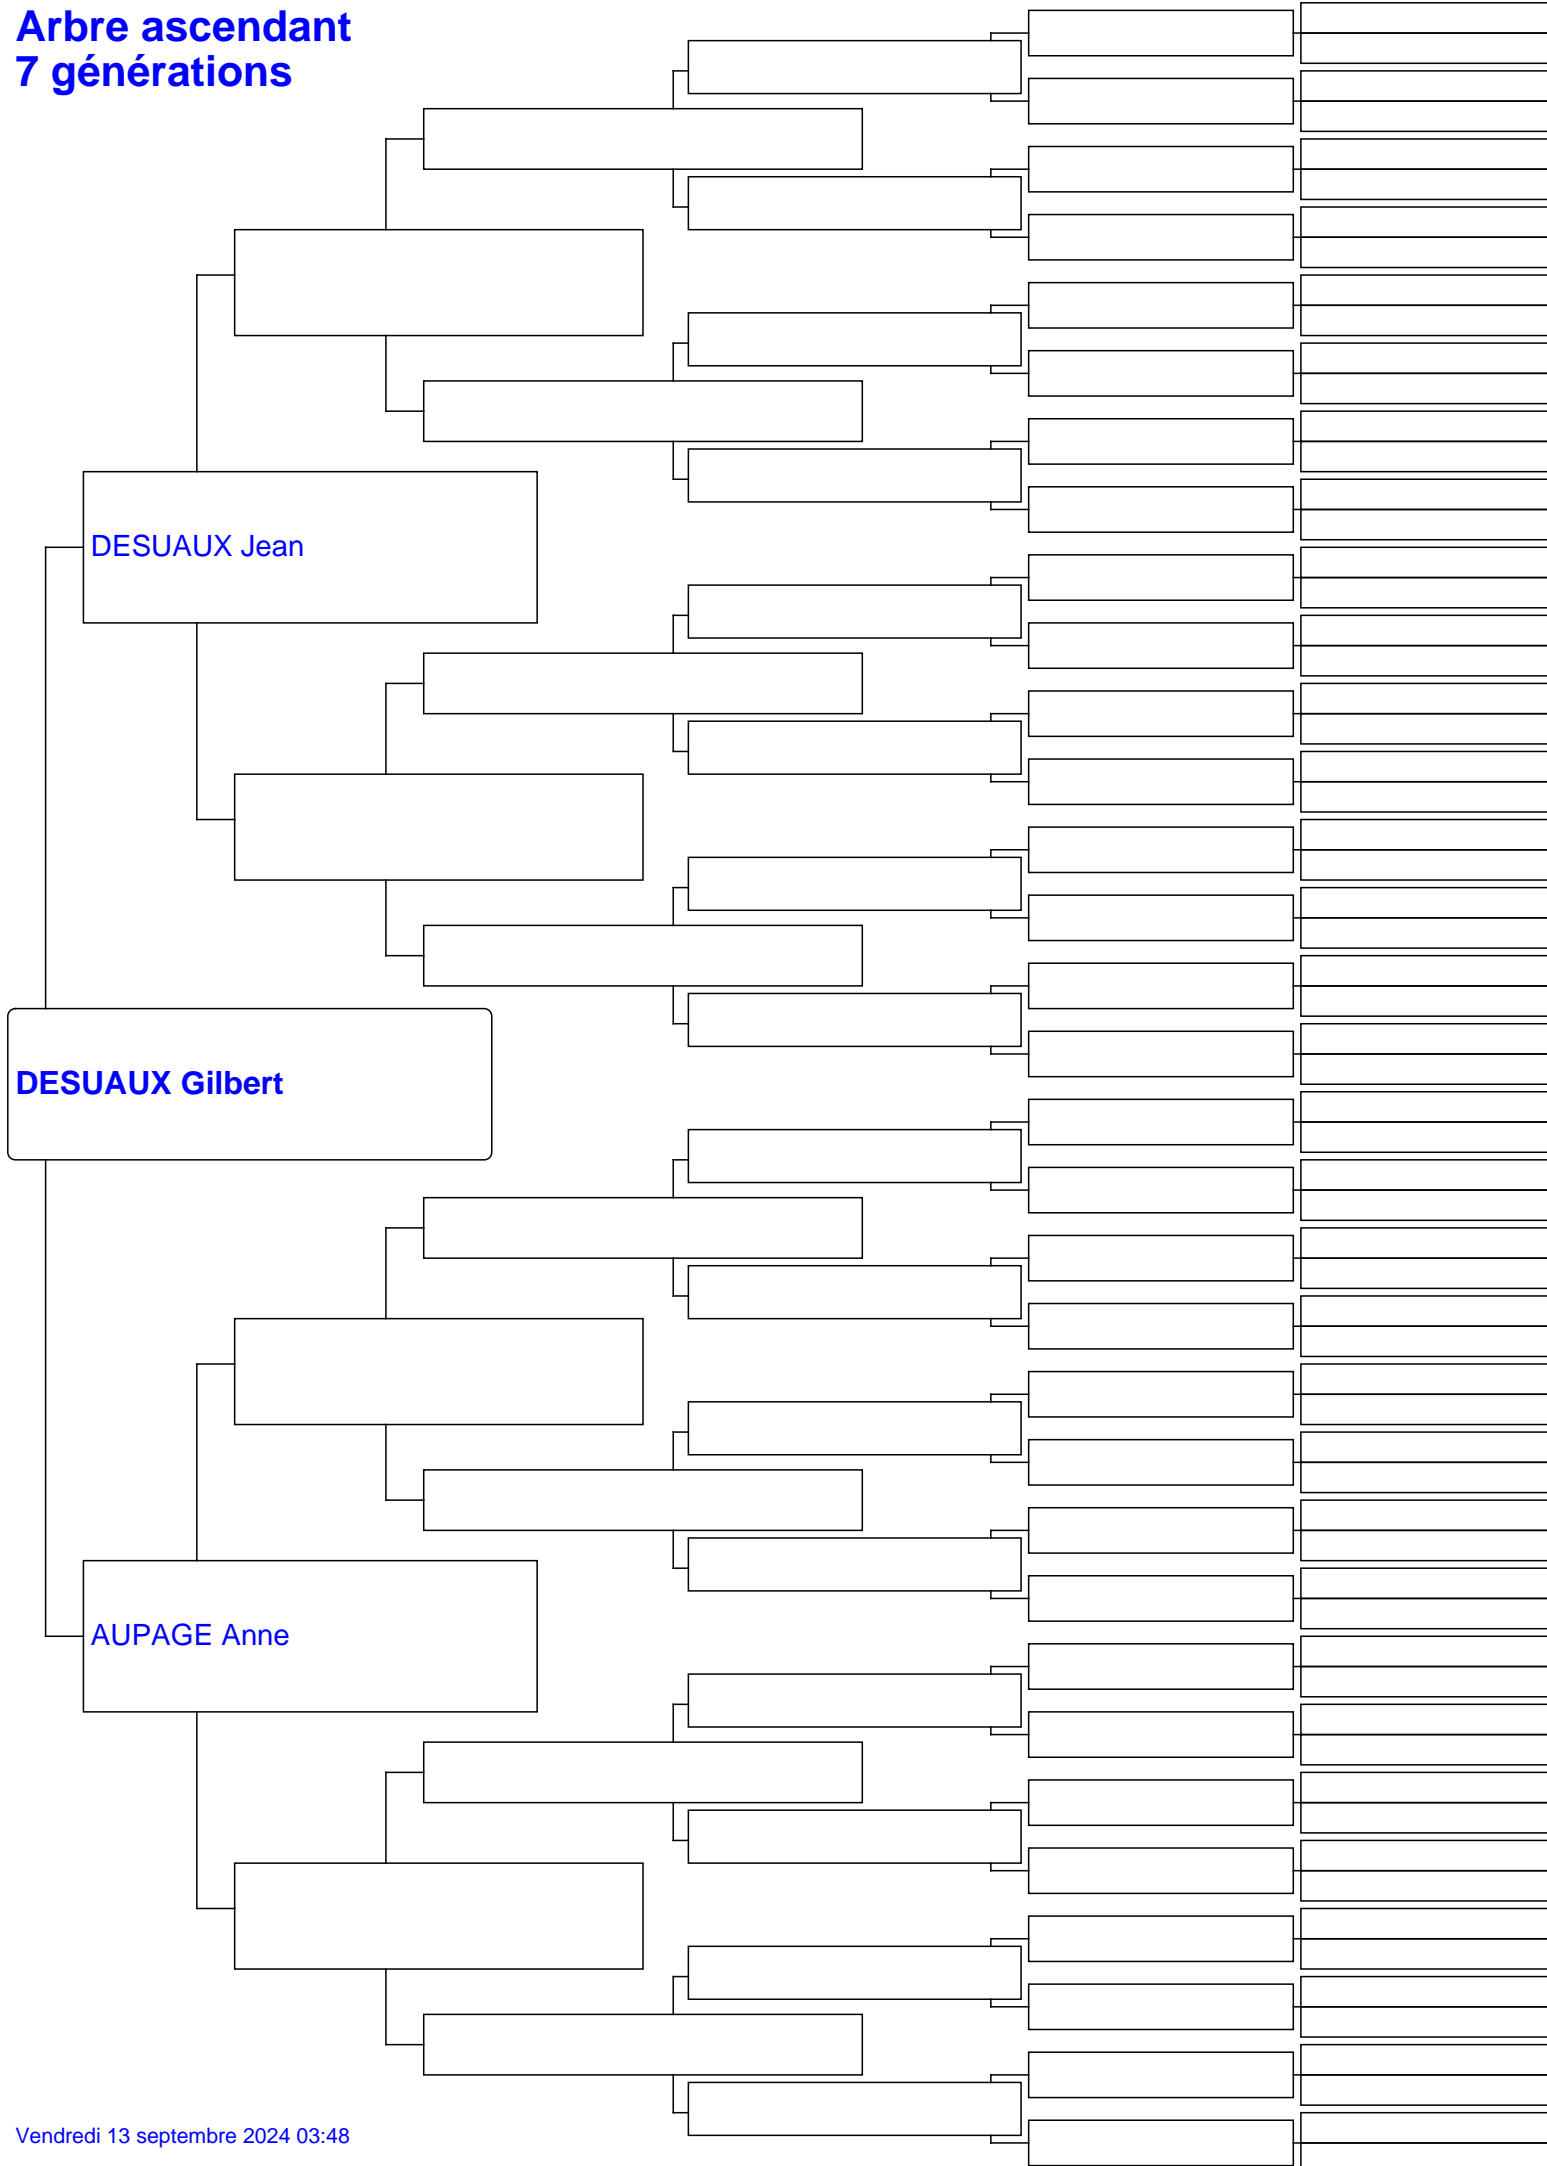 Arbre ascendant
7 générations
DESUAUX Jean
DESUAUX Gilbert
AUPAGE Anne
Vendredi 13 septembre 2024 03:48